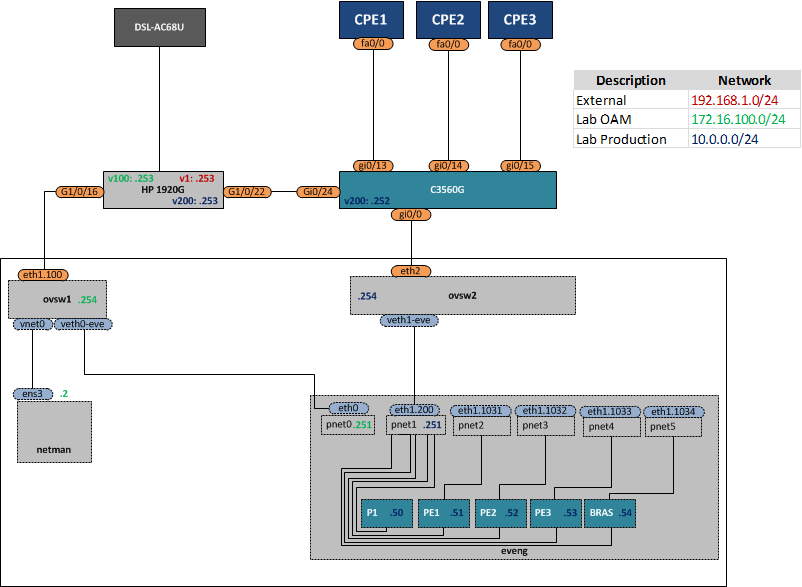 DSL-AC68U
CPE1
CPE2
CPE3
fa0/0
fa0/0
fa0/0
Description Network
External 192.168.1.0/24
Lab OAM 172.16.100.0/24
Lab Production 10.0.0.0/24
gi0/13
gi0/14
gi0/15
v100: .253 v1: .253
G1/0/16
HP 1920G
G1/0/22
Gi0/24
C3560G
v200: .253
v200: .252
gi0/0
eth1.100
eth2
ovsw1 .254
.254 ovsw2
vnet0
veth0-eve
veth1-eve
ens3 .2
netman
eth0
eth1.200
eth1.1031
eth1.1032
eth1.1033
eth1.1034
pnet0 .251
pnet1 .251
pnet2
pnet3
pnet4
pnet5
P1 .50
PE1 .51
PE2 .52
PE3 .53
BRAS .54
eveng